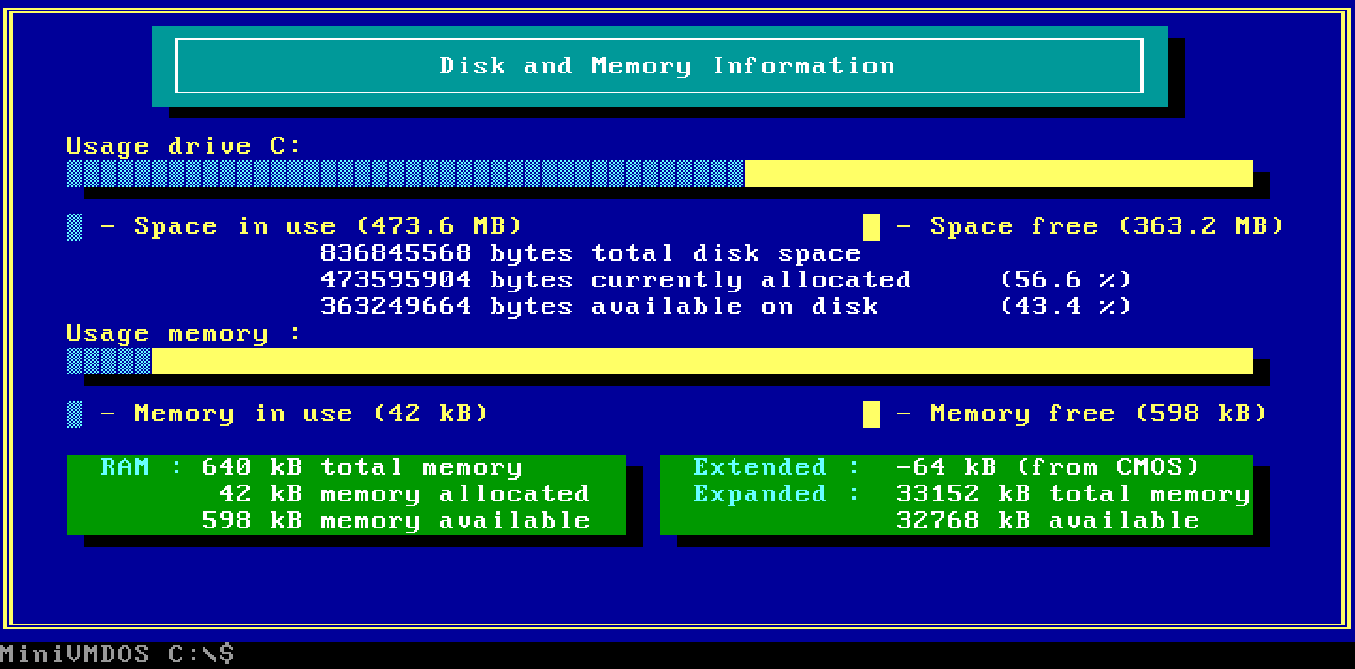 Disk and Memory Information
Usage drive C:
- Space in use (473.6 MB) - Space free (363.2 MB)
836845568 bytes total disk space
473595904 bytes currently allocated (56.6 %)
363249664 bytes available on disk (43.4 %)
Usage memory :
- Memory in use (42 kB) - Memory free (598 kB)
RAM : 640 kB total memory
42 kB memory allocated
598 kB memory available
Extended : -64 kB (from CMOS)
Expanded : 33152 kB total memory
32768 kB available
MiniVMDOS C:\$